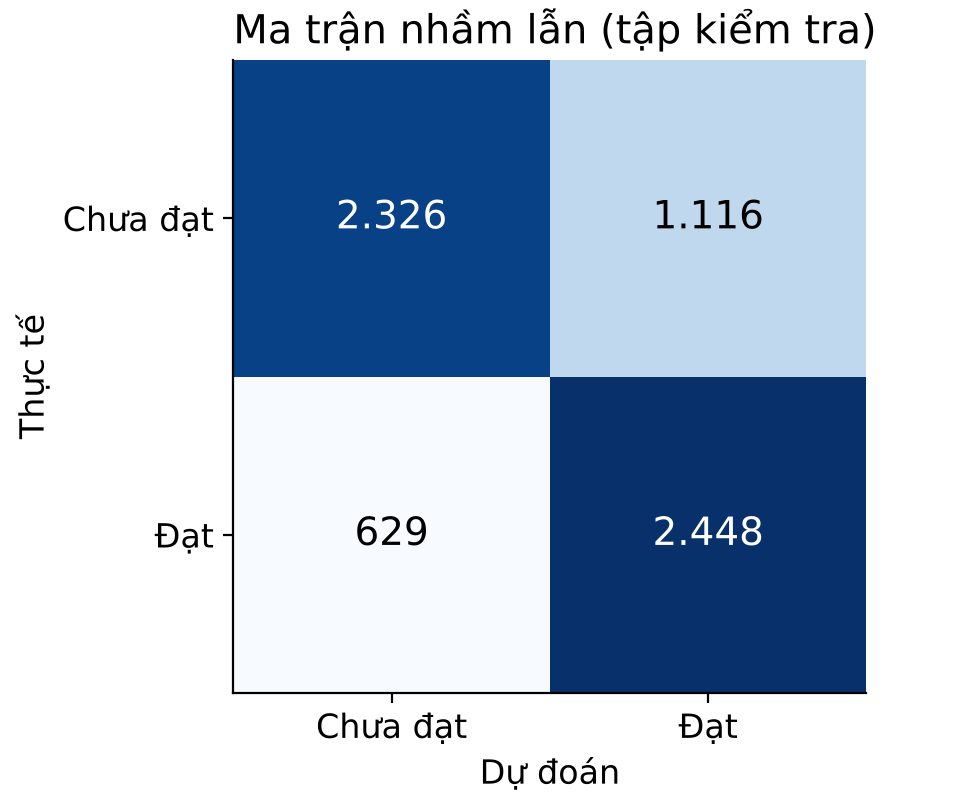 Ma trận nhầm lẫn (tập kiểm tra)
Chưa đạt
2.326
1.116
Thực tế
Đạt
629
2.448
Chưa đạt
Đạt
Dự đoán